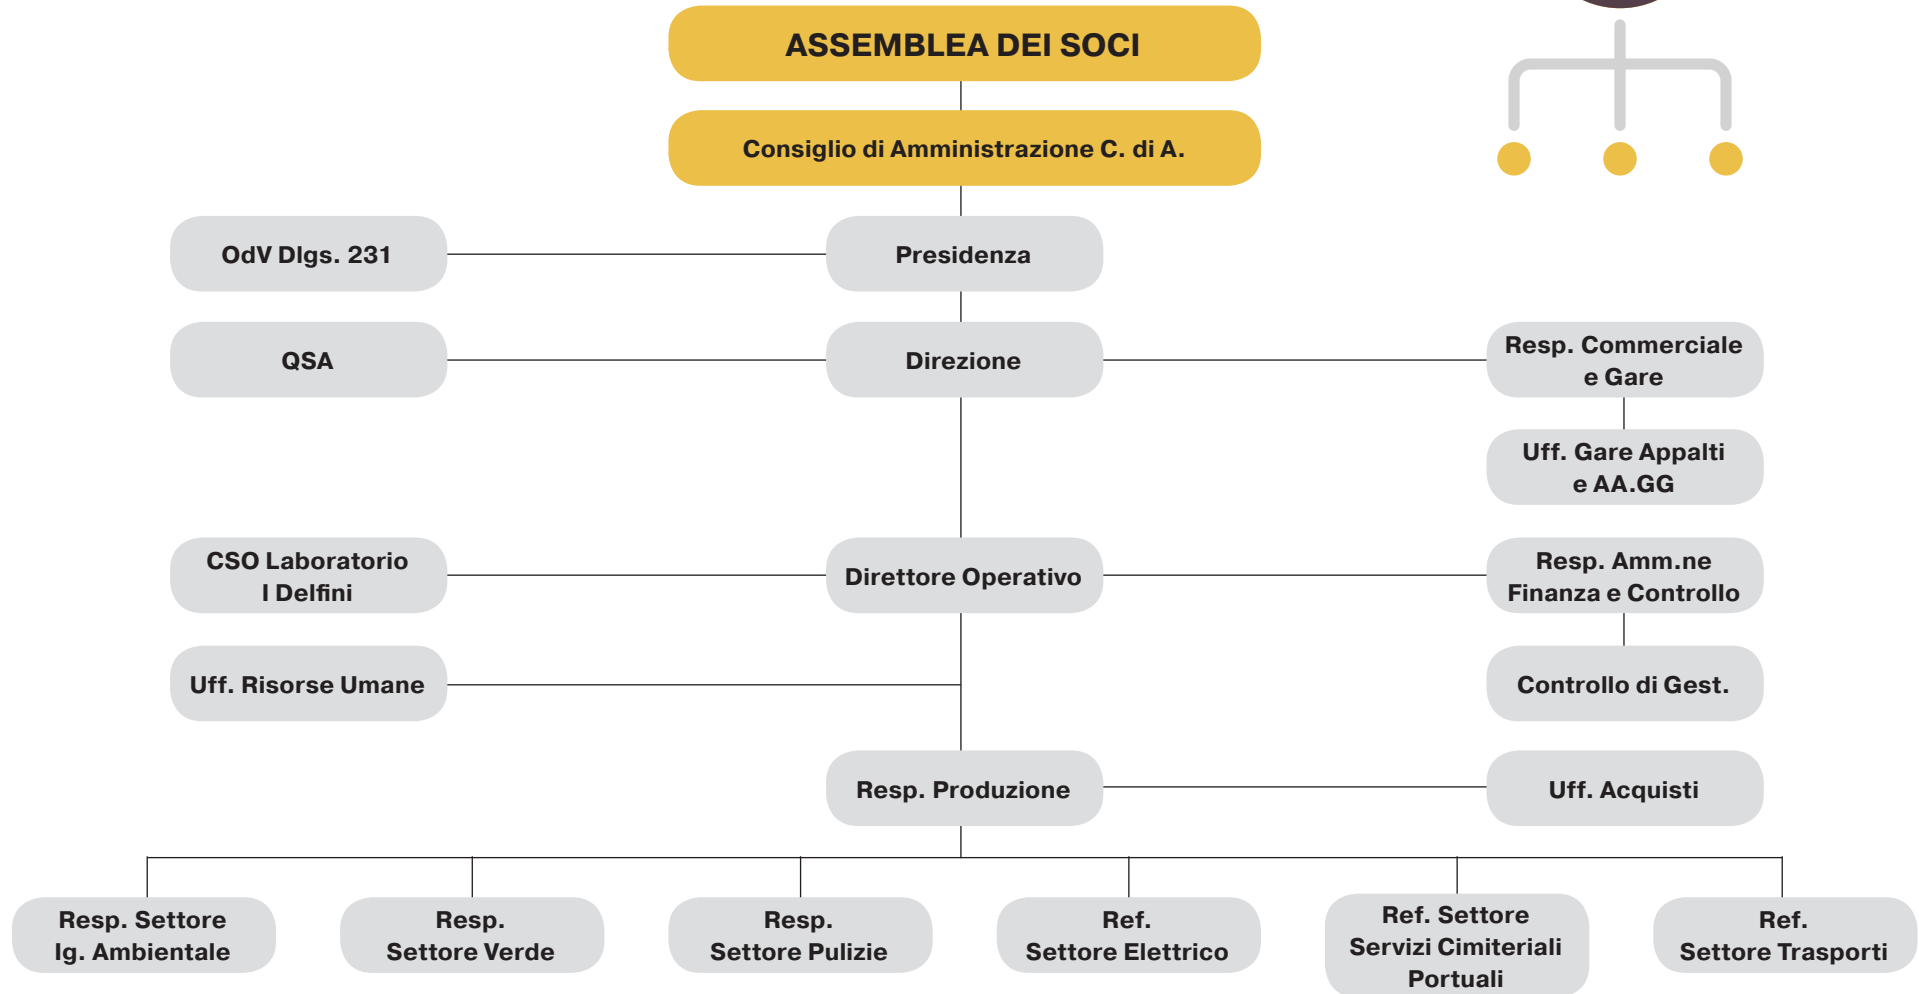 ASSEMBLEA DEI SOCI
Consiglio di Amministrazione C. di A.
OdV Dlgs. 231
Presidenza
QSA
Direzione
Resp. Commerciale
e Gare
Uff. Gare Appalti
e AA.GG
CSO Laboratorio
I Delfini
Direttore Operativo
Resp. Amm.ne
Finanza e Controllo
Uff. Risorse Umane
Controllo di Gest.
Resp. Produzione
Uff. Acquisti
Resp. Settore
Ig. Ambientale
Resp.
Settore Verde
Resp.
Settore Pulizie
Ref.
Settore Elettrico
Ref. Settore
Servizi Cimiteriali
Portuali
Ref.
Settore Trasporti